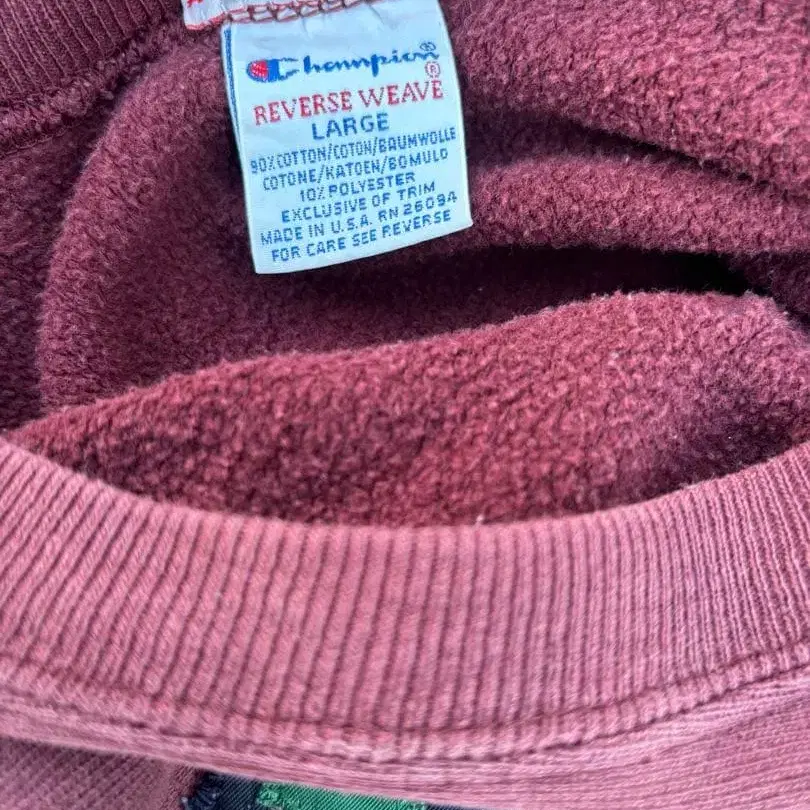 Champion®
REVERSE WEAVE®
LARGE
90%COTTON/COTON/BAUMWOLLE
COTONE/KATOEN/BOMULD
10% POLYESTER
EXCLUSIVE OF TRIM
MADE IN U.S.A. RN 26094
FOR CARE SEE REVERSE